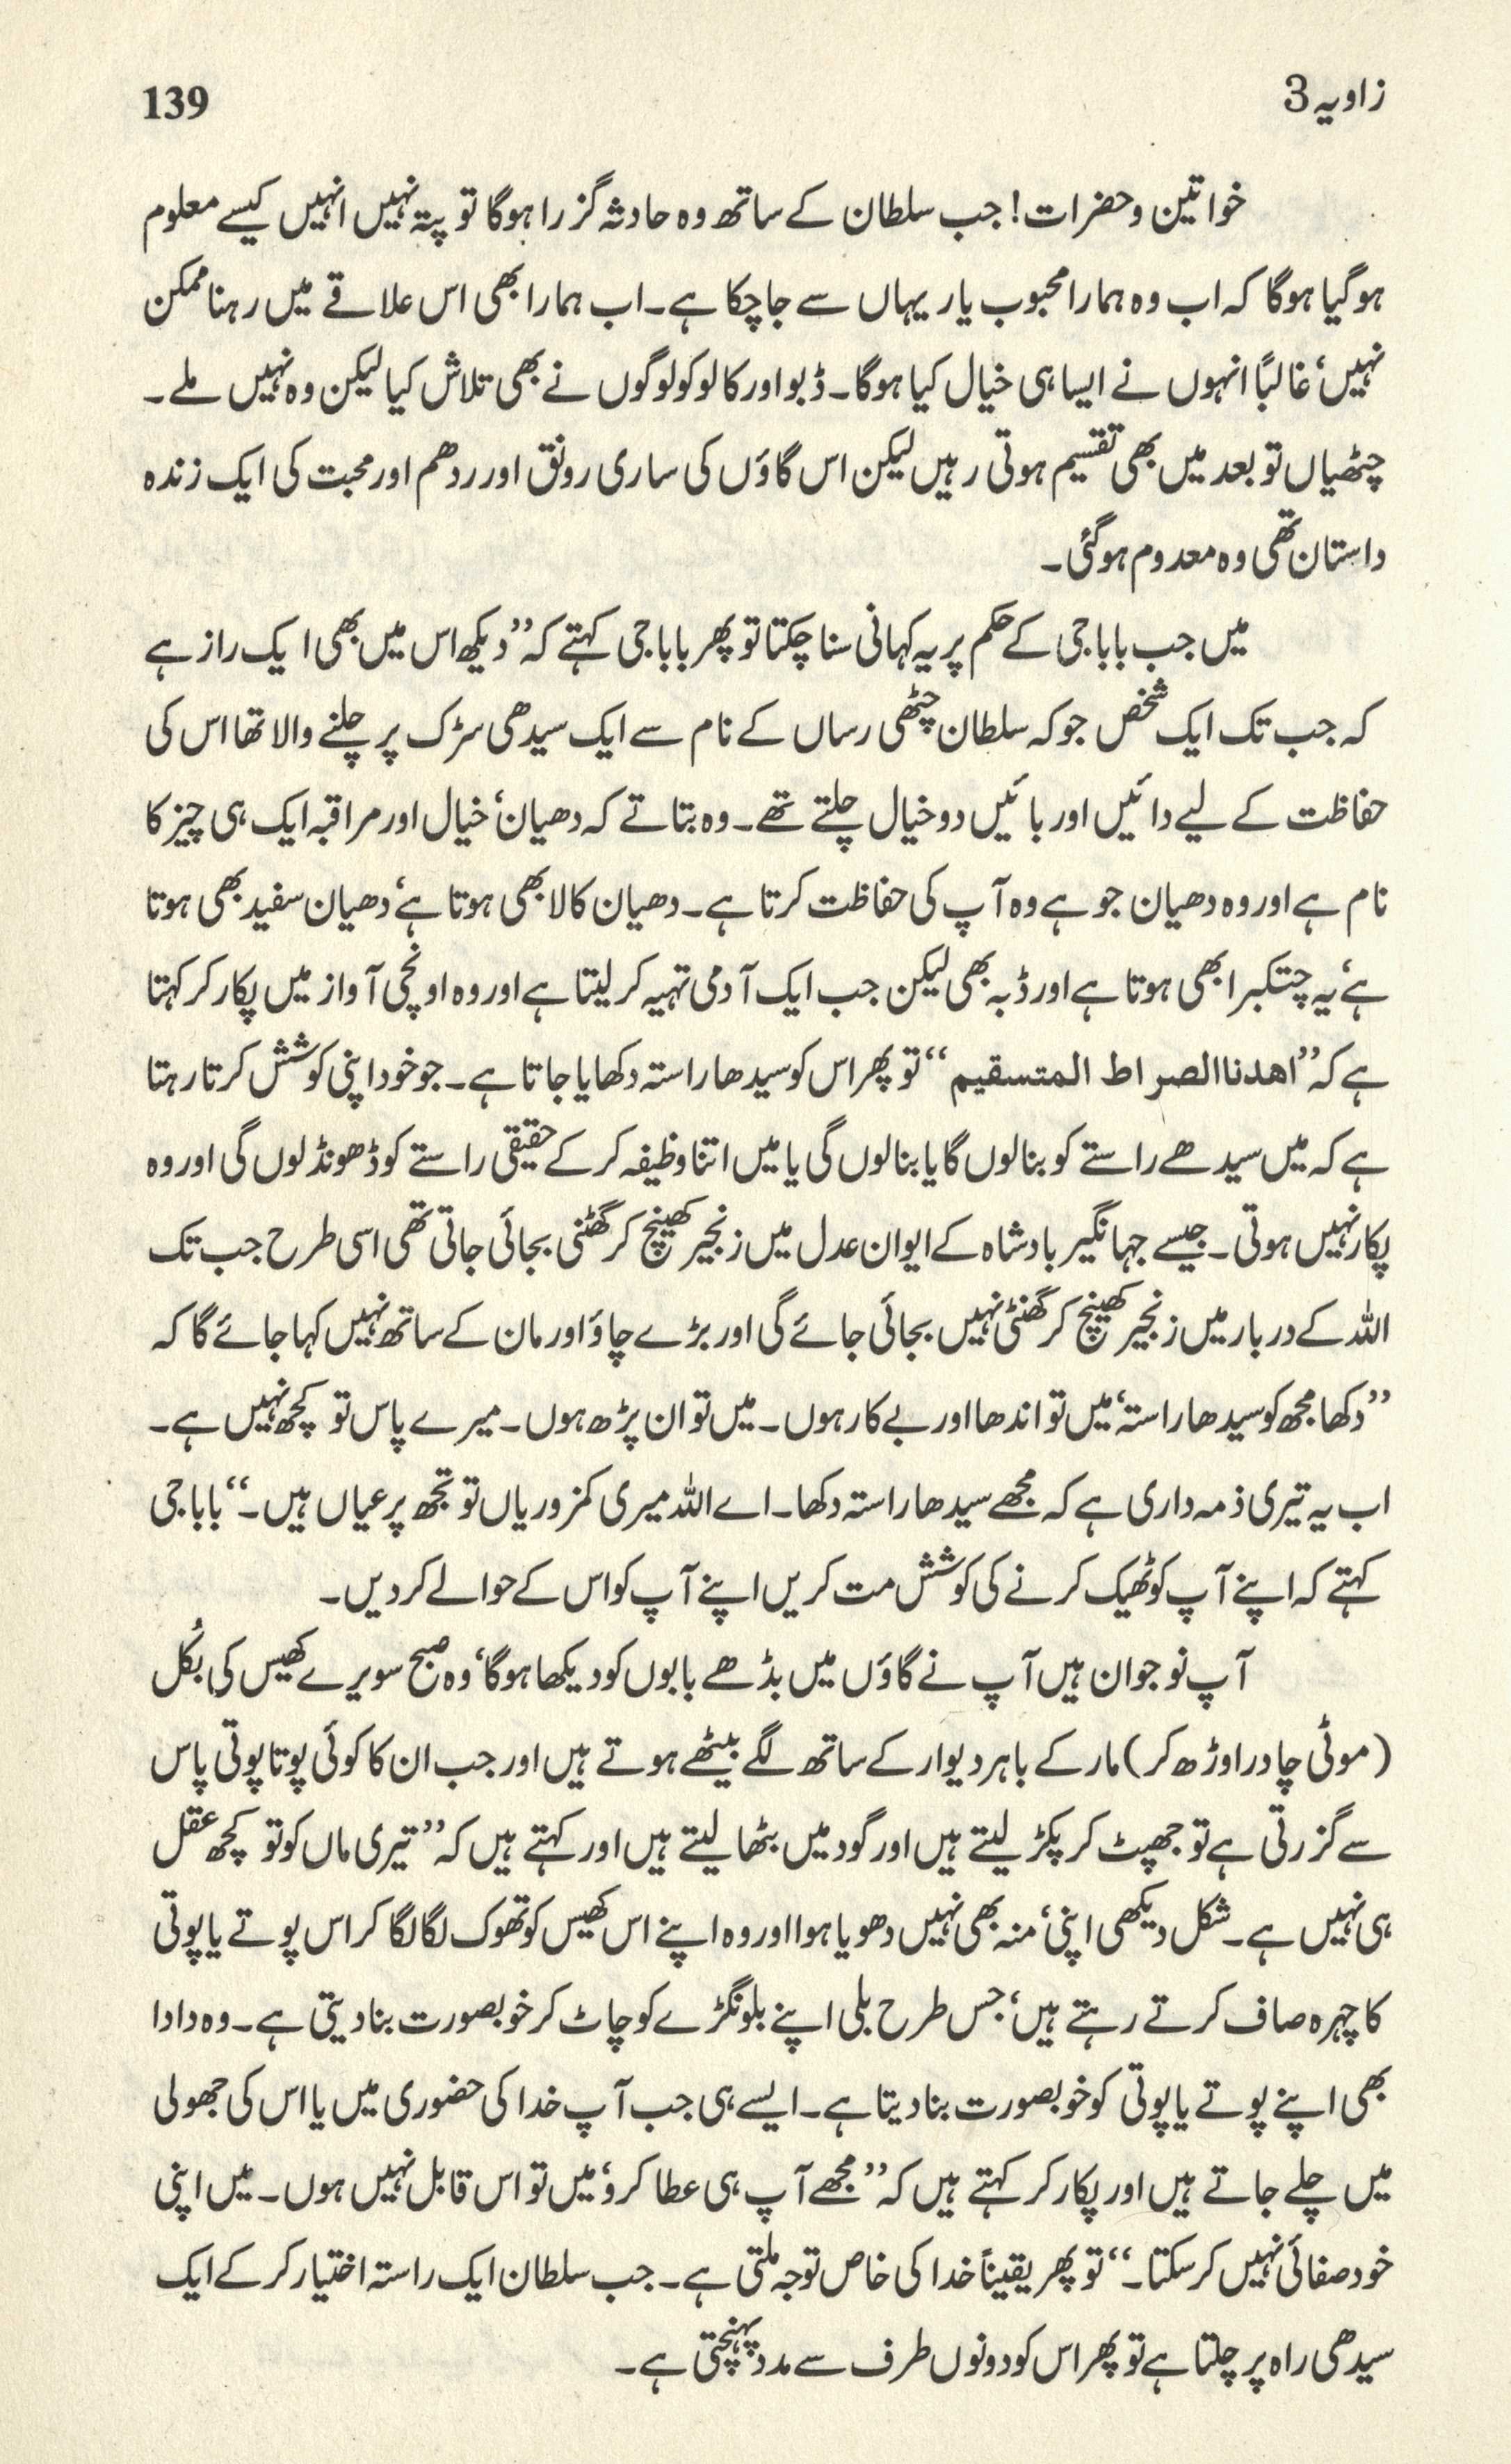 زاویہ 3
139
خواتین و حضرات! جب سلطان کے ساتھ وہ حادثہ گزرا ہوگا تو پتہ نہیں انہیں کیسے معلوم
ہوگیا ہوگا کہ اب وہ ہمارا محبوب یار یہاں سے جاچکا ہے۔ اب ہمارا بھی اس علاقے میں رہنا ممکن
نہیں، غالباً انہوں نے ایسا ہی خیال کیا ہوگا۔ ڈبو اور کالو کو لوگوں نے بھی تلاش کیا لیکن وہ نہیں ملے۔
چٹھیاں تو بعد میں بھی تقسیم ہوتی رہیں لیکن اس گاؤں کی ساری رونق اور ردھم اور محبت کی ایک زندہ
داستان تھی وہ معدوم ہوگئی۔
میں جب بابا جی کے حکم پر یہ کہانی سنا چکتا تو پھر بابا جی کہتے کہ ’’دیکھ اس میں بھی ایک راز ہے
کہ جب تک ایک شخص جو کہ سلطان چٹھی رساں کے نام سے ایک سیدھی سڑک پر چلنے والا تھا اس کی
حفاظت کے لیے دائیں اور بائیں دو خیال چلتے تھے۔ وہ بتاتے کہ دھیان، خیال اور مراقبہ ایک ہی چیز کا
نام ہے اور وہ دھیان جو ہے وہ آپ کی حفاظت کرتا ہے۔ دھیان کالا بھی ہوتا ہے، دھیان سفید بھی ہوتا
ہے، یہ چتکبرا بھی ہوتا ہے اور ڈبہ بھی لیکن جب ایک آدمی تہیہ کرلیتا ہے اور وہ اونچی آواز میں پکار کر کہتا
ہے کہ ’’اھدنا الصراط المتسقیم‘‘ تو پھر اس کو سیدھا راستہ دکھایا جاتا ہے۔ جو خود اپنی کوشش کرتا رہتا
ہے کہ میں سیدھے راستے کو بنالوں گا یا بنالوں گی یا میں اتنا وظیفہ کرکے حقیقی راستے کو ڈھونڈ لوں گی اور وہ
پکار نہیں ہوتی۔ جیسے جہانگیر بادشاہ کے ایوان عدل میں زنجیر کھینچ کر گھٹنی بجائی جاتی تھی اسی طرح جب تک
اللہ کے دربار میں زنجیر کھینچ کر گھنٹی نہیں بجائی جائے گی اور بڑے چاؤ اور مان کے ساتھ نہیں کہا جائے گا کہ
’’دکھا مجھ کو سیدھا راستہ، میں تو اندھا اور بے کار ہوں۔ میں تو ان پڑھ ہوں۔ میرے پاس تو کچھ نہیں ہے۔
اب یہ تیری ذمہ داری ہے کہ مجھے سیدھا راستہ دکھا۔ اے اللہ میری کمزوریاں تو تجھ پر عیاں ہیں۔‘‘ بابا جی
کہتے کہ اپنے آپ کو ٹھیک کرنے کی کوشش مت کریں اپنے آپ کو اس کے حوالے کردیں۔
آپ نوجوان ہیں آپ نے گاؤں میں بڈھے بابوں کو دیکھا ہوگا، وہ صبح سویرے کھیس کی بُکل
(موٹی چادر اوڑھ کر) مار کے باہر دیوار کے ساتھ لگے بیٹھے ہوتے ہیں اور جب ان کا کوئی پوتا پوتی پاس
سے گزرتی ہے تو جھپٹ کر پکڑ لیتے ہیں اور گود میں بٹھا لیتے ہیں اور کہتے ہیں کہ ’’تیری ماں کو تو کچھ عقل
ہی نہیں ہے۔ شکل دیکھی اپنی، منہ بھی نہیں دھویا ہوا اور وہ اپنے اس کھیس کو تھوک لگا لگا کر اس پوتے یا پوتی
کا چہرہ صاف کرتے رہتے ہیں، جس طرح بلی اپنے بلونگڑے کو چاٹ کر خوبصورت بنادیتی ہے۔ وہ دادا
بھی اپنے پوتے یا پوتی کو خوبصورت بنا دیتا ہے۔ ایسے ہی جب آپ خدا کی حضوری میں یا اس کی جھولی
میں چلے جاتے ہیں اور پکار کر کہتے ہیں کہ ’’مجھے آپ ہی عطا کرو، میں تو اس قابل نہیں ہوں۔ میں اپنی
خود صفائی نہیں کرسکتا۔‘‘ تو پھر یقیناً خدا کی خاص توجہ ملتی ہے۔ جب سلطان ایک راستہ اختیار کرکے ایک
سیدھی راہ پر چلتا ہے تو پھر اس کو دونوں طرف سے مدد پہنچتی ہے۔